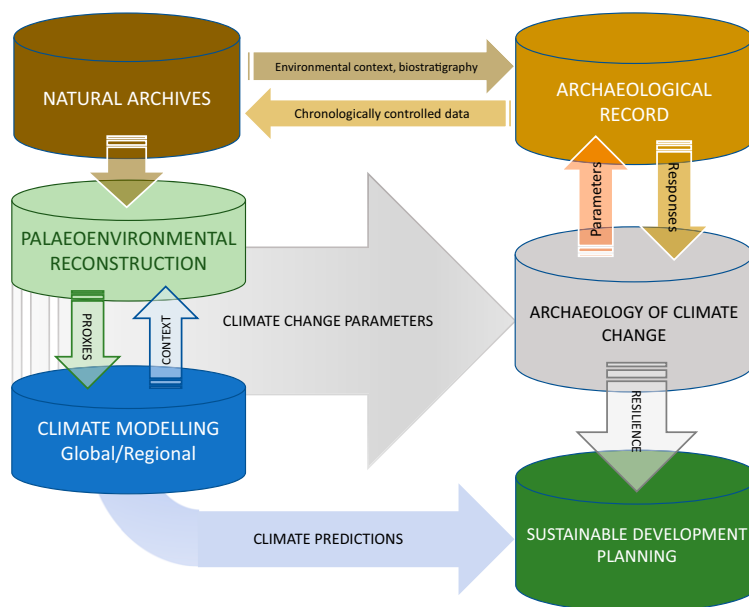 NATURAL ARCHIVES
Environmental context, biostratigraphy
Chronologically controlled data
ARCHAEOLOGICAL
RECORD
Parameters
Responses
PALAEOENVIRONMENTAL
RECONSTRUCTION
PROXIES
CONTEXT
CLIMATE CHANGE PARAMETERS
ARCHAEOLOGY OF CLIMATE
CHANGE
CLIMATE MODELLING
Global/Regional
RESILIENCE
CLIMATE PREDICTIONS
SUSTAINABLE DEVELOPMENT
PLANNING